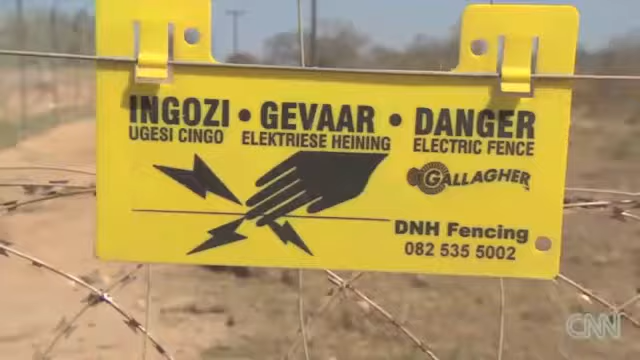 INGOZI • GEVAAR • DANGER
UGESI CINGO ELEKTRIESE HEINING ELECTRIC FENCE
GALLAGHER
DNH Fencing
082 535 5002
CNN